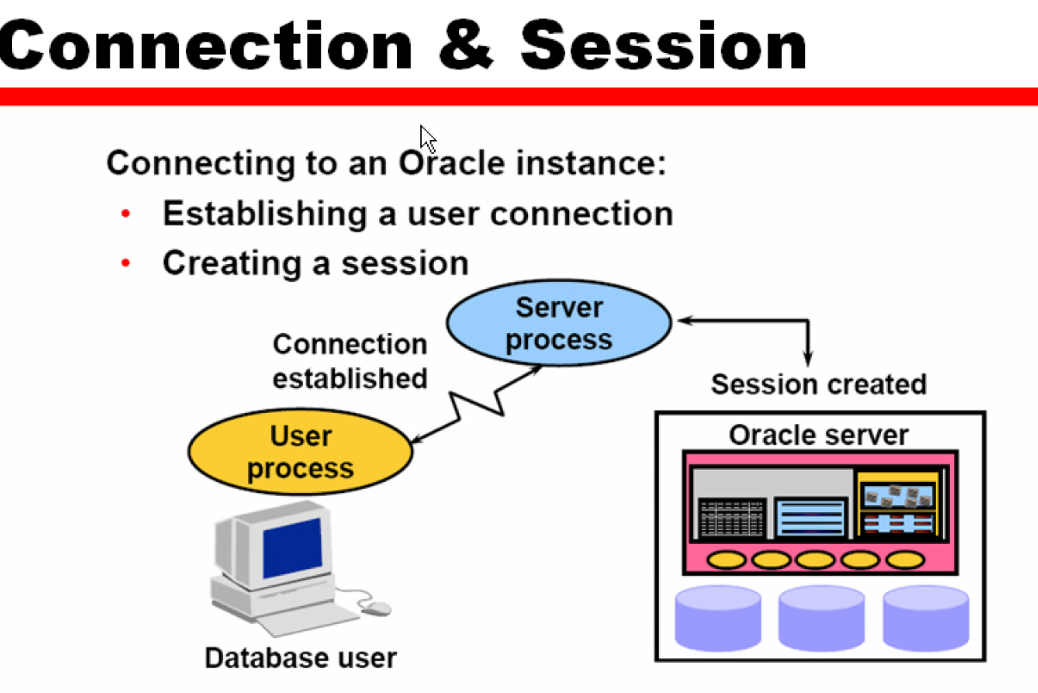 Connection & Session
Connecting to an Oracle instance:
• Establishing a user connection
• Creating a session
Server
process
Connection
established
Session created
User
process
Oracle server
Database user